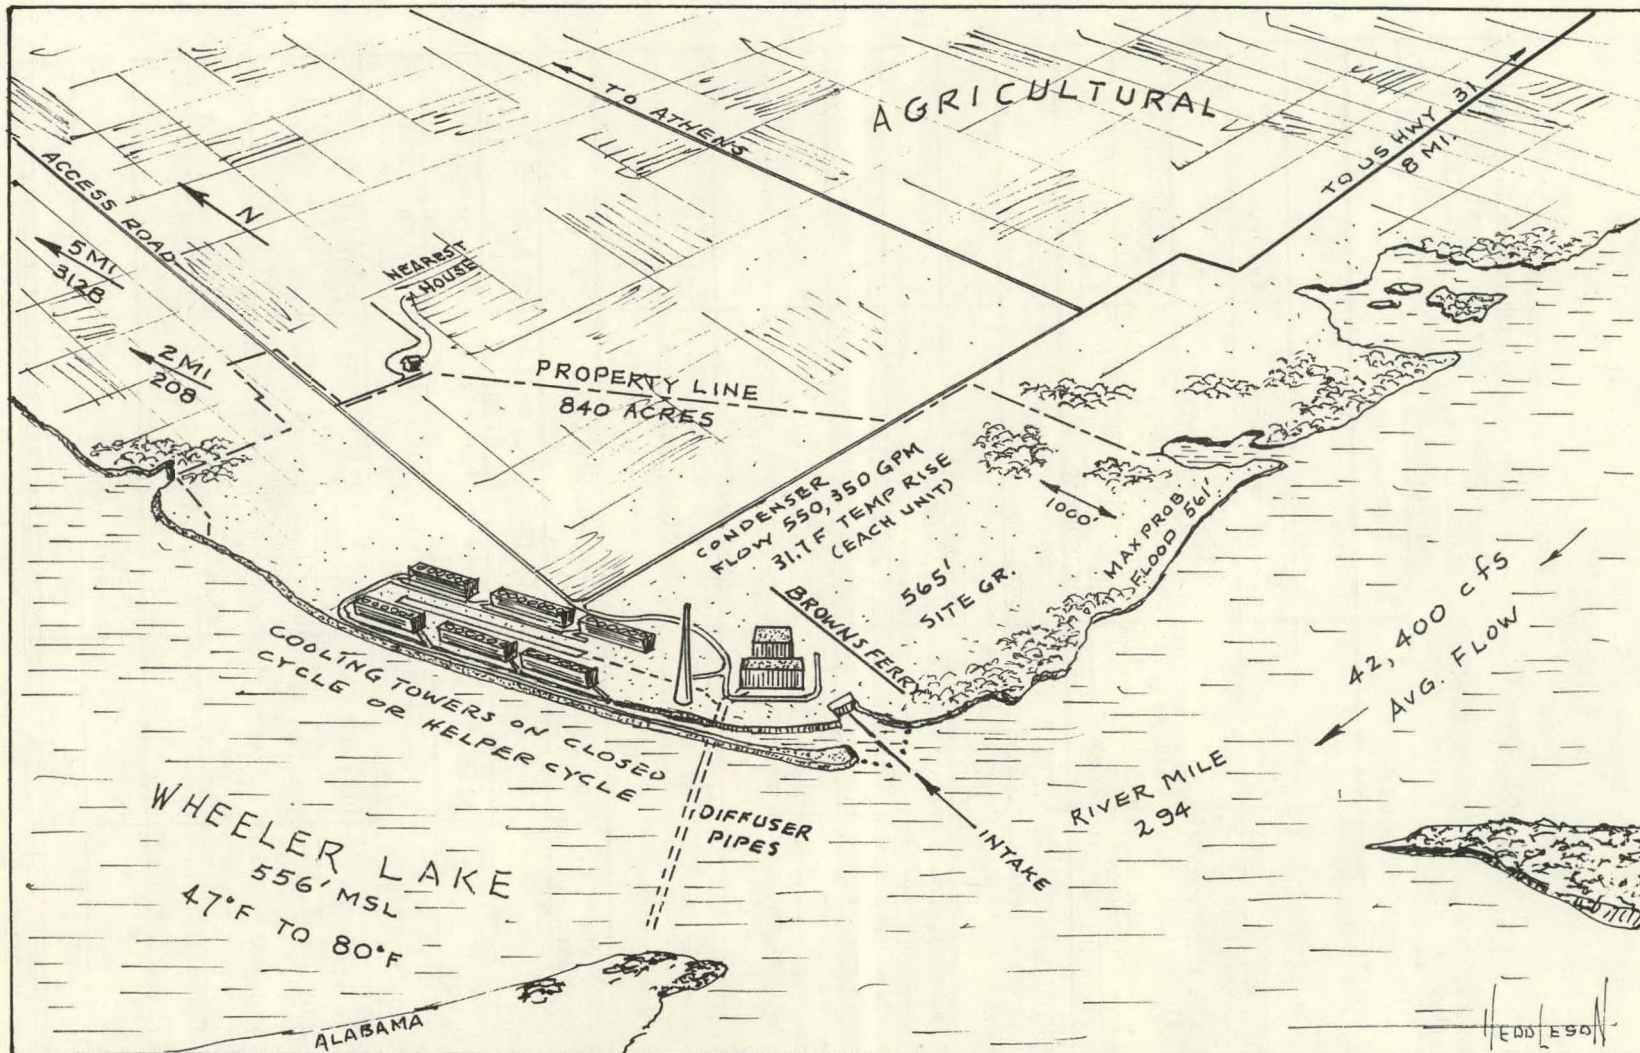 AGRICULTURAL
TO ATHENS
TO US HWY 31
8 MI.
ACCESS ROAD
N
5 MI
3128
NEAREST
HOUSE
2 MI
208
PROPERTY LINE
840 ACRES
CONDENSER
FLOW 550,350 GPM
31.7 F TEMP RISE
(EACH UNIT)
1000
MAX PROB
FLOOD 561'
565'
SITE GR.
BROWNS FERRY
42,400 cfs
AVG. FLOW
COOLING TOWERS ON CLOSED
CYCLE OR HELPER CYCLE
RIVER MILE
294
WHEELER LAKE
556' MSL
47°F TO 80°F
DIFFUSER
PIPES
INTAKE
ALABAMA
HEDDLESON